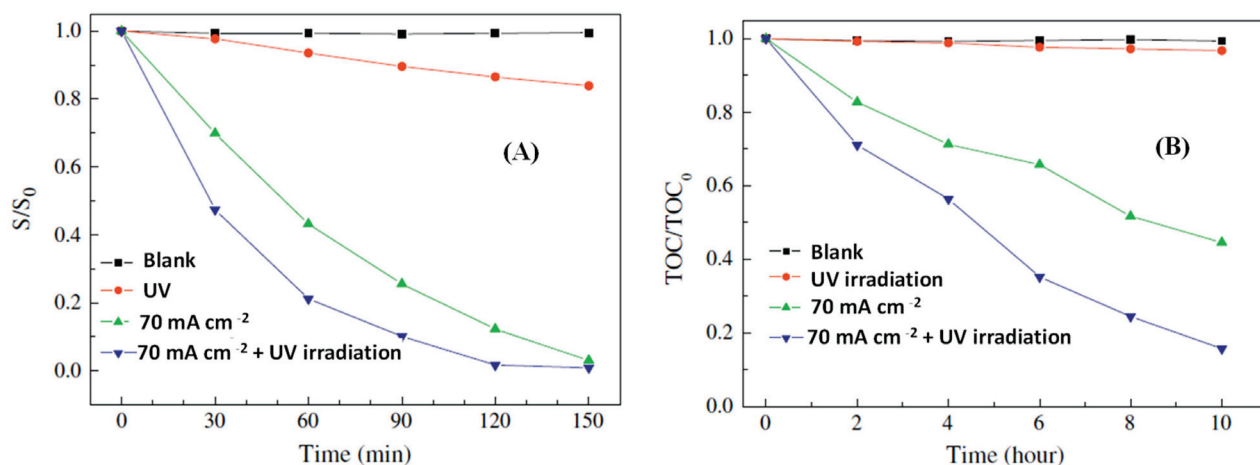 1.0
0.8
0.6
0.4
0.2
0.0
S/S₀
(A)
Blank
UV
70 mA cm⁻²
70 mA cm⁻² + UV irradiation
0 30 60 90 120 150
Time (min)
1.0
0.8
0.6
0.4
0.2
0.0
TOC/TOC₀
(B)
Blank
UV irradiation
70 mA cm⁻²
70 mA cm⁻² + UV irradiation
0 2 4 6 8 10
Time (hour)